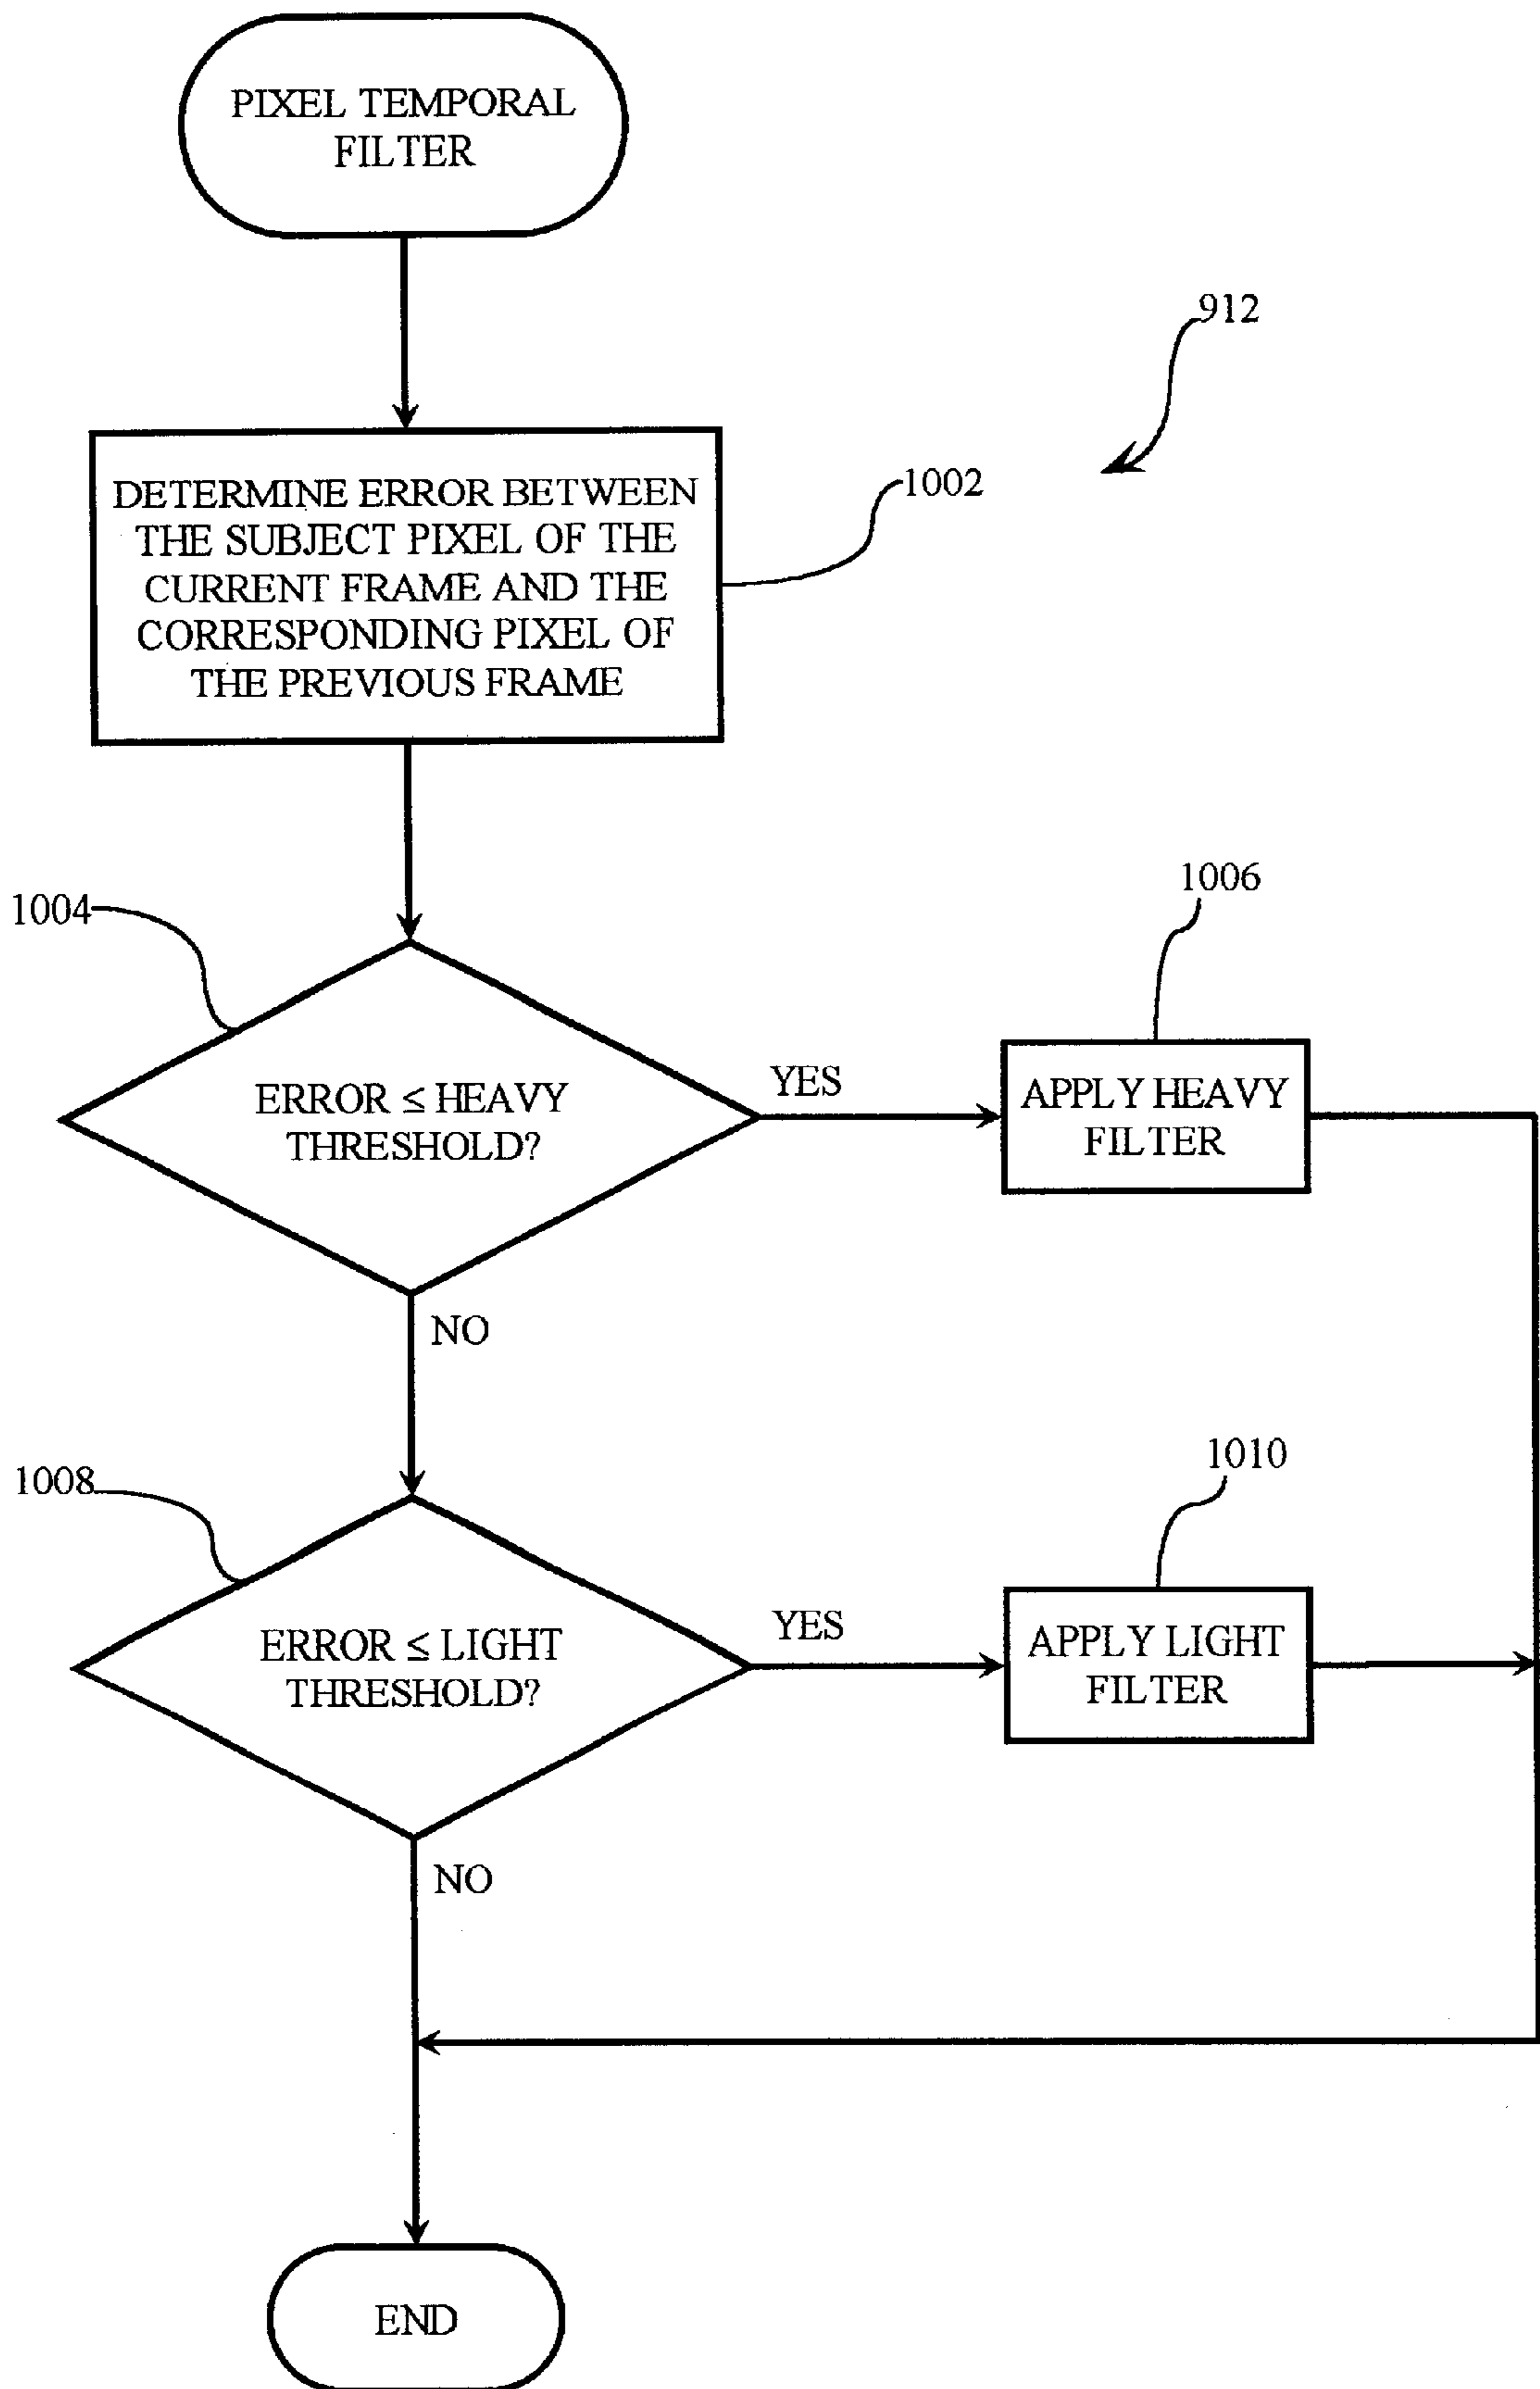 PIXEL TEMPORAL
FILTER
912
DETERMINE ERROR BETWEEN
THE SUBJECT PIXEL OF THE
CURRENT FRAME AND THE
CORRESPONDING PIXEL OF
THE PREVIOUS FRAME
1002
1004
ERROR ≤ HEAVY
THRESHOLD?
YES
1006
APPLY HEAVY
FILTER
NO
1008
ERROR ≤ LIGHT
THRESHOLD?
YES
1010
APPLY LIGHT
FILTER
NO
END